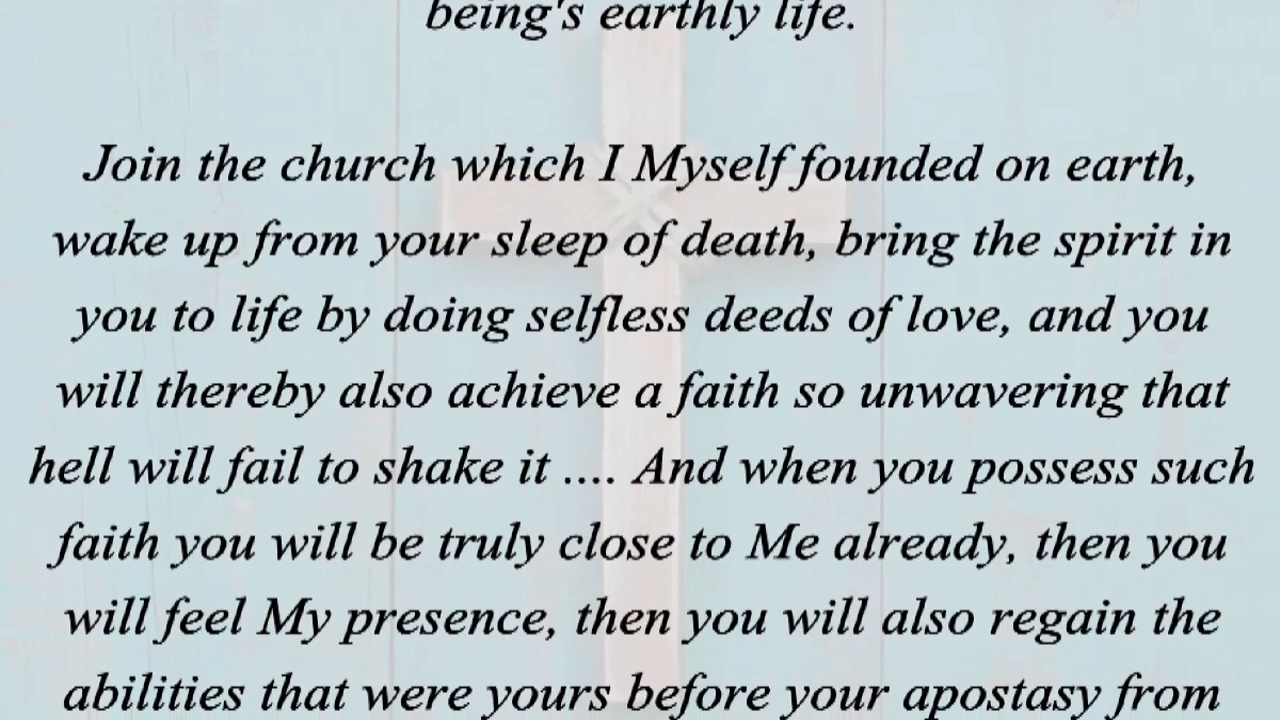 being's earthly life.
Join the church which I Myself founded on earth,
wake up from your sleep of death, bring the spirit in
you to life by doing selfless deeds of love, and you
will thereby also achieve a faith so unwavering that
hell will fail to shake it .... And when you possess such
faith you will be truly close to Me already, then you
will feel My presence, then you will also regain the
abilities that were yours before your apostasy from